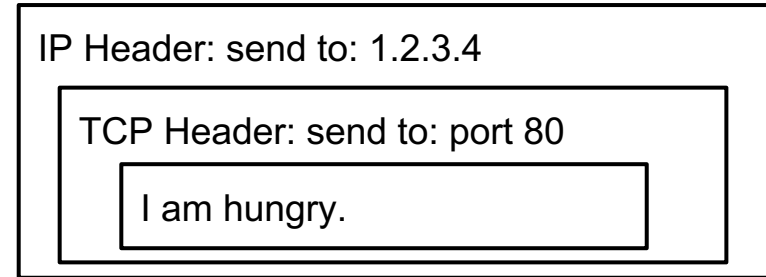 IP Header: send to: 1.2.3.4
TCP Header: send to: port 80
I am hungry.